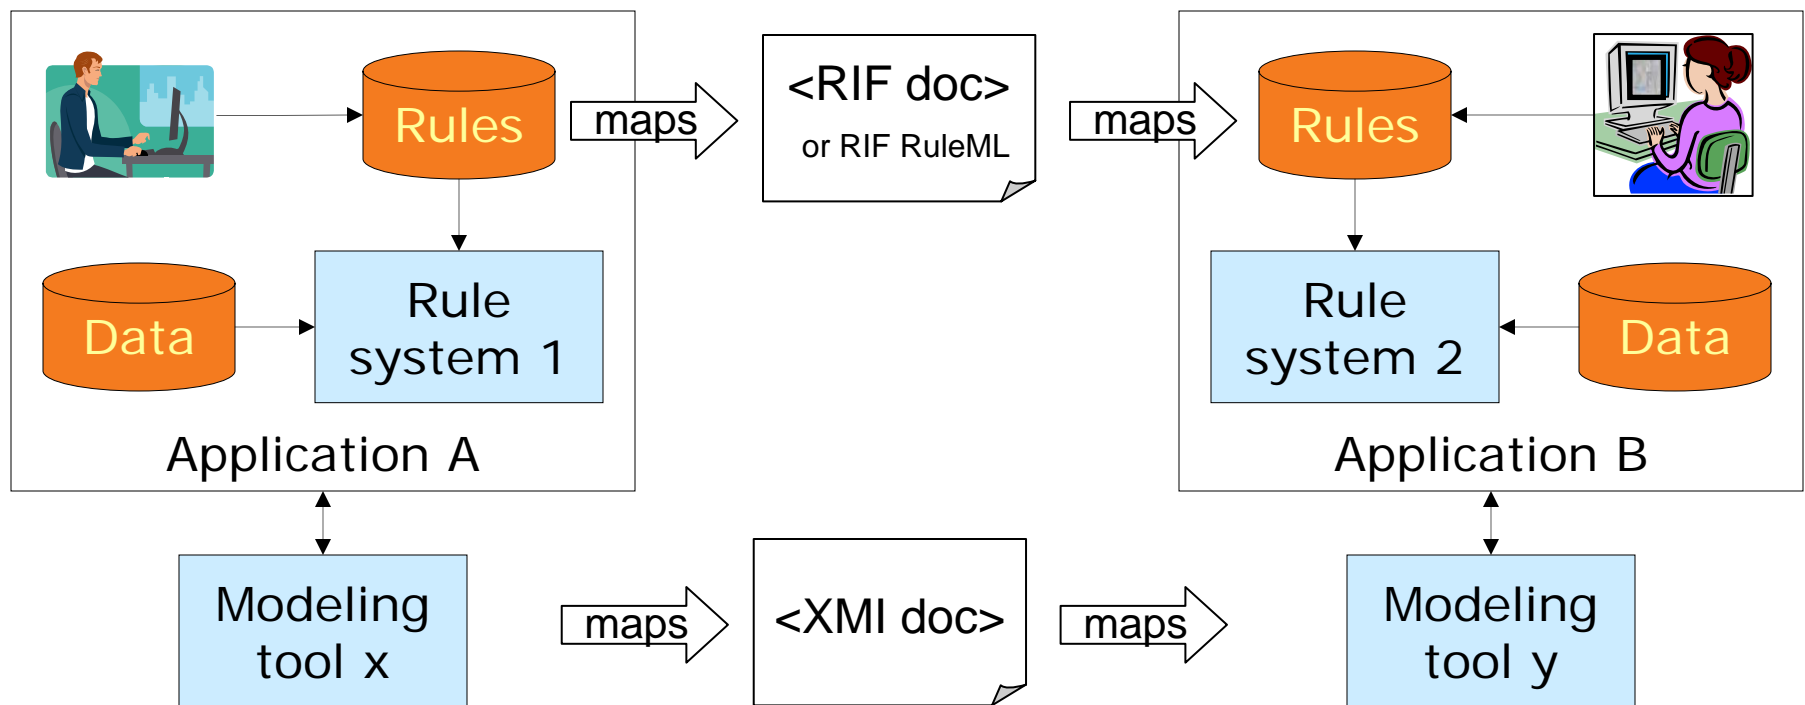 Rules
maps
<RIF doc>
or RIF RuleML
maps
Rules
Data
Rule
system 1
Rule
system 2
Data
Application A
Application B
Modeling
tool x
maps
<XMI doc>
maps
Modeling
tool y